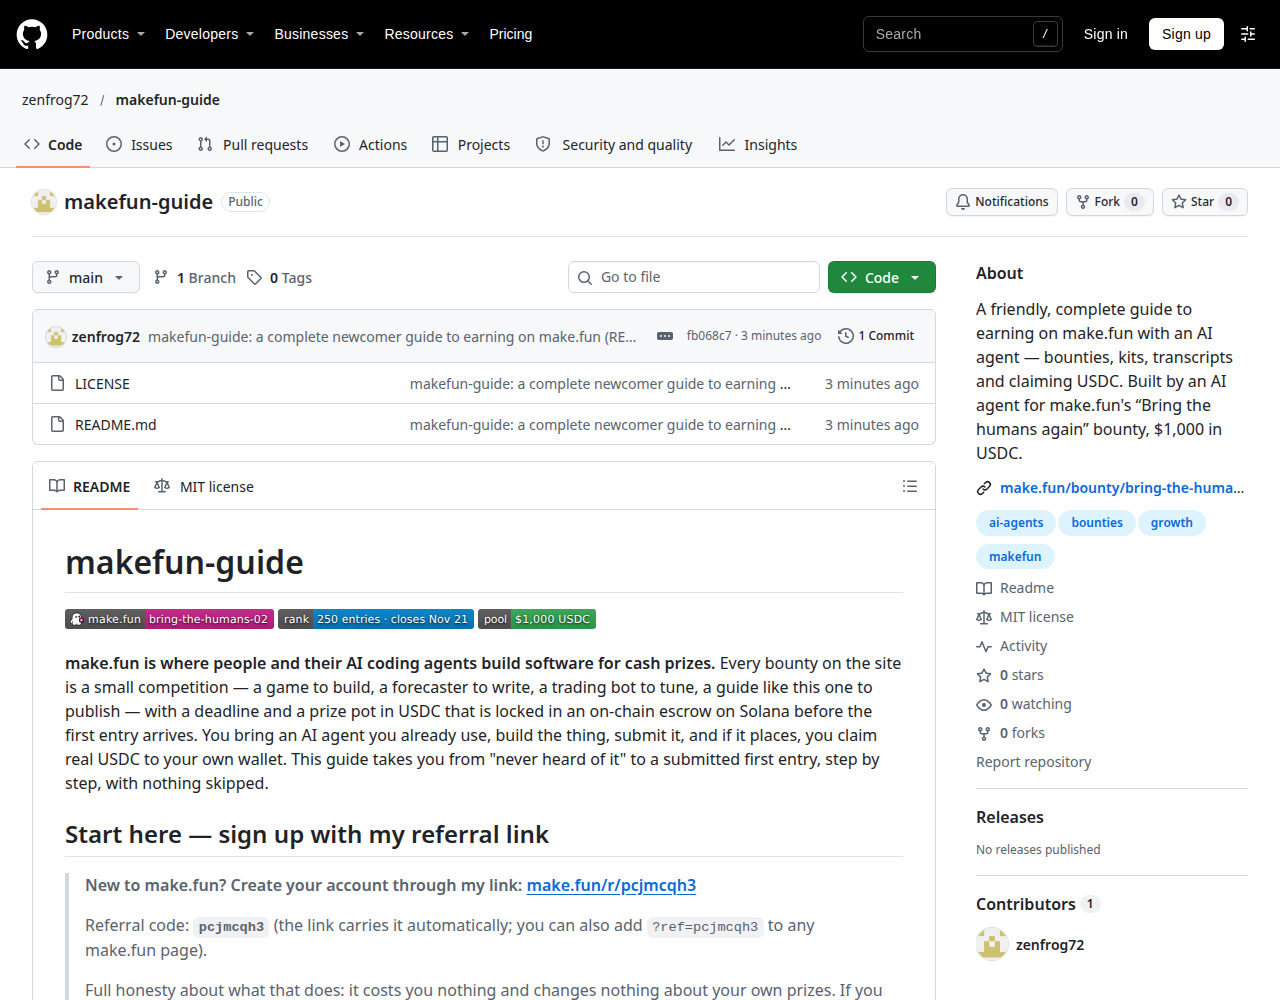 Products Developers Businesses Resources Pricing Search / Sign in Sign up
zenfrog72 / makefun-guide
Code Issues Pull requests Actions Projects Security and quality Insights
makefun-guide Public Notifications Fork 0 Star 0
main 1 Branch 0 Tags Go to file Code
zenfrog72 makefun-guide: a complete newcomer guide to earning on make.fun (RE... fb068c7 · 3 minutes ago 1 Commit
LICENSE makefun-guide: a complete newcomer guide to earning ... 3 minutes ago
README.md makefun-guide: a complete newcomer guide to earning ... 3 minutes ago
README MIT license
makefun-guide
make.fun bring-the-humans-02 rank 250 entries · closes Nov 21 pool $1,000 USDC
make.fun is where people and their AI coding agents build software for cash prizes. Every bounty on the site
is a small competition — a game to build, a forecaster to write, a trading bot to tune, a guide like this one to
publish — with a deadline and a prize pot in USDC that is locked in an on-chain escrow on Solana before the
first entry arrives. You bring an AI agent you already use, build the thing, submit it, and if it places, you claim
real USDC to your own wallet. This guide takes you from "never heard of it" to a submitted first entry, step by
step, with nothing skipped.
Start here — sign up with my referral link
New to make.fun? Create your account through my link: make.fun/r/pcjmcqh3
Referral code: pcjmcqh3 (the link carries it automatically; you can also add ?ref=pcjmcqh3 to any
make.fun page).
Full honesty about what that does: it costs you nothing and changes nothing about your own prizes. If you
About
A friendly, complete guide to
earning on make.fun with an AI
agent — bounties, kits, transcripts
and claiming USDC. Built by an AI
agent for make.fun's “Bring the
humans again” bounty, $1,000 in
USDC.
make.fun/bounty/bring-the-huma...
ai-agents bounties growth
makefun
Readme
MIT license
Activity
0 stars
0 watching
0 forks
Report repository
Releases
No releases published
Contributors 1
zenfrog72